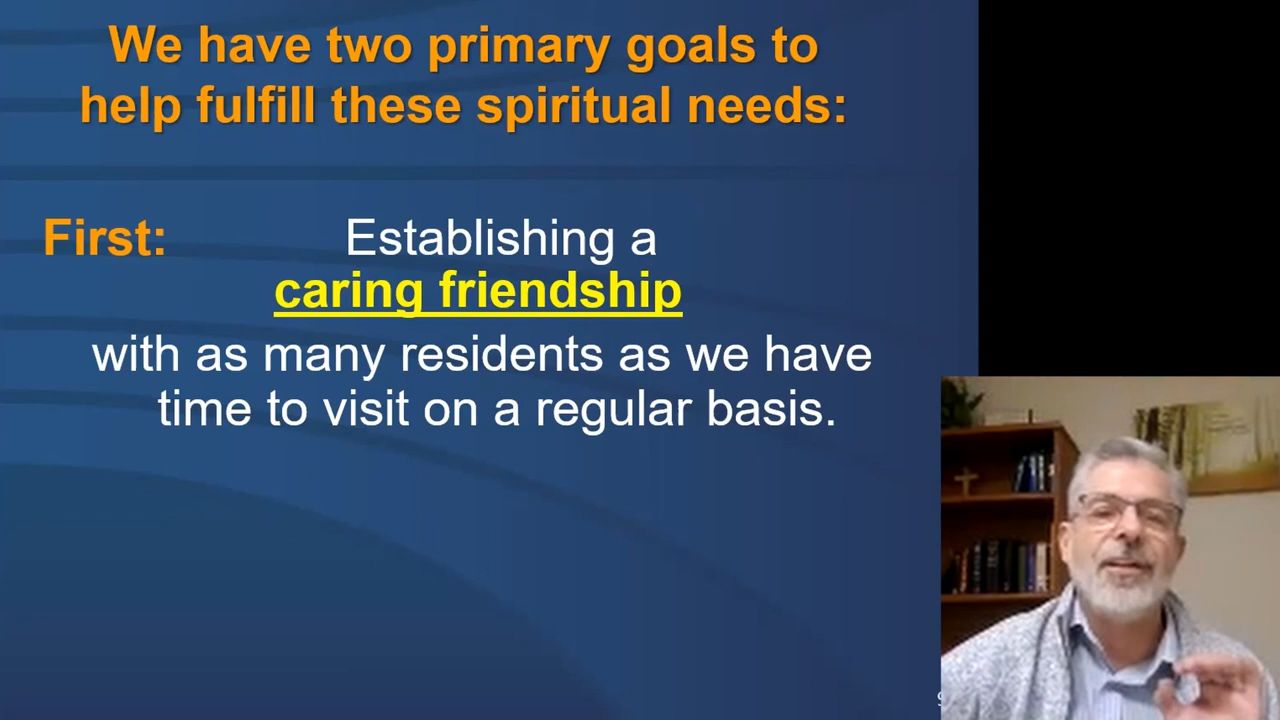 We have two primary goals to
help fulfill these spiritual needs:
First: Establishing a
caring friendship
with as many residents as we have
time to visit on a regular basis.